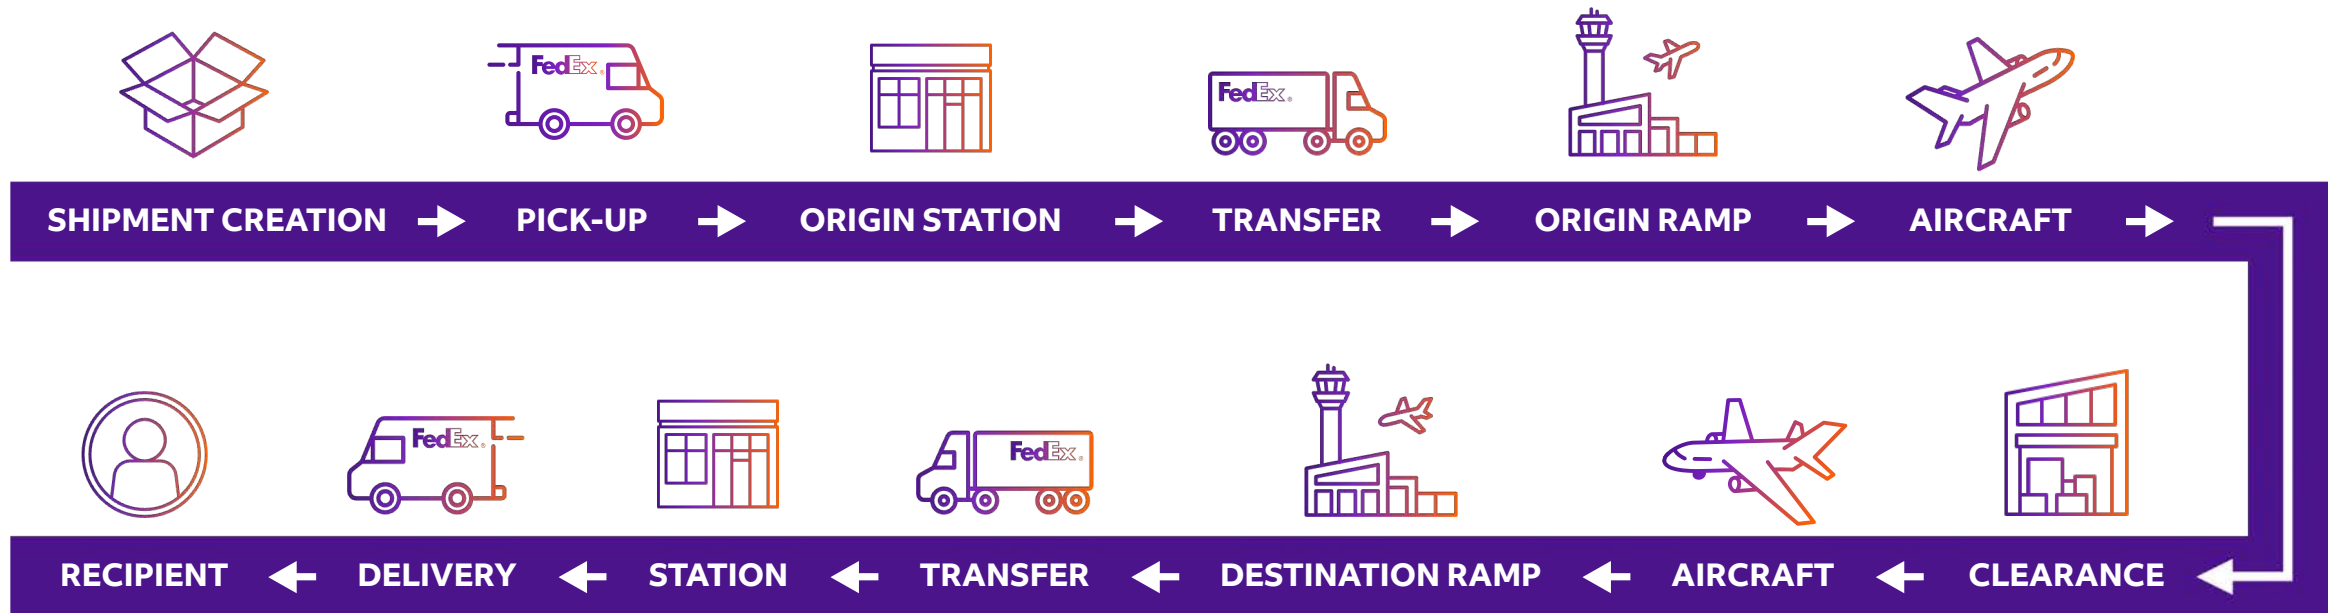 FedEx®
FedEx®
SHIPMENT CREATION
PICK-UP
ORIGIN STATION
TRANSFER
ORIGIN RAMP
AIRCRAFT
FedEx®
FedEx®
RECIPIENT
DELIVERY
STATION
TRANSFER
DESTINATION RAMP
AIRCRAFT
CLEARANCE